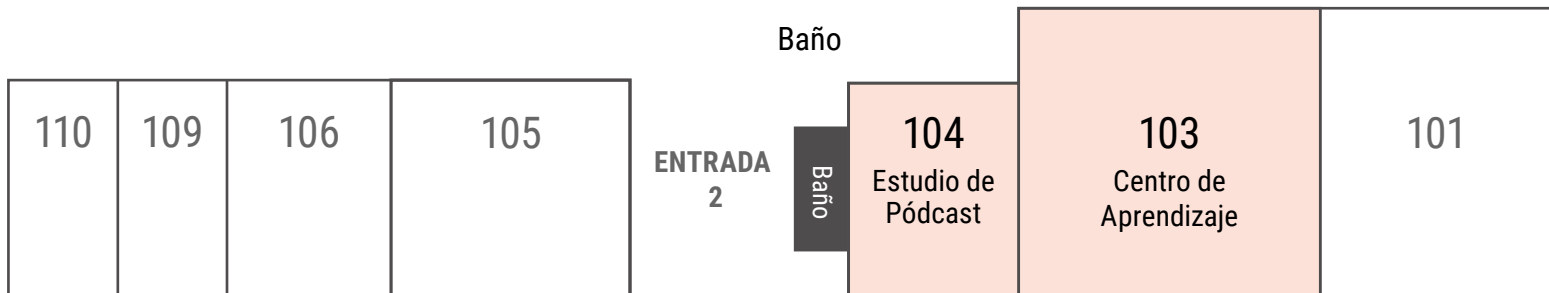 Baño
110
109
106
105
ENTRADA
2
Baño
104
Estudio de
Pódcast
103
Centro de
Aprendizaje
101